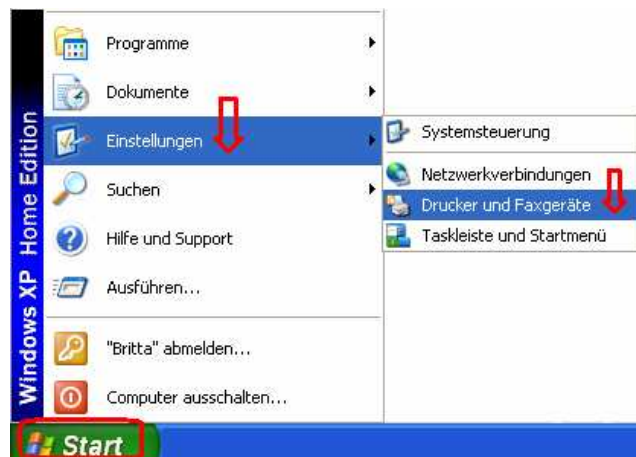 Windows XP Home Edition
Programme
Dokumente
Einstellungen
Suchen
Hilfe und Support
Ausführen...
"Britta" abmelden...
Computer ausschalten...
Systemsteuerung
Netzwerkverbindungen
Drucker und Faxgeräte
Taskleiste und Startmenü
Start